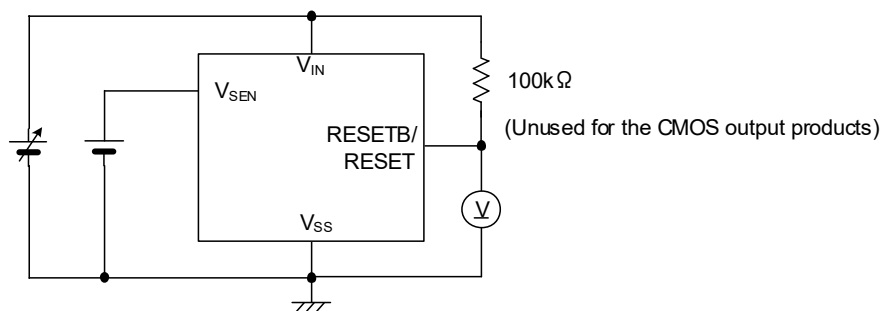 V_IN
V_SEN
100kΩ
(Unused for the CMOS output products)
RESETB/
RESET
V
V_SS